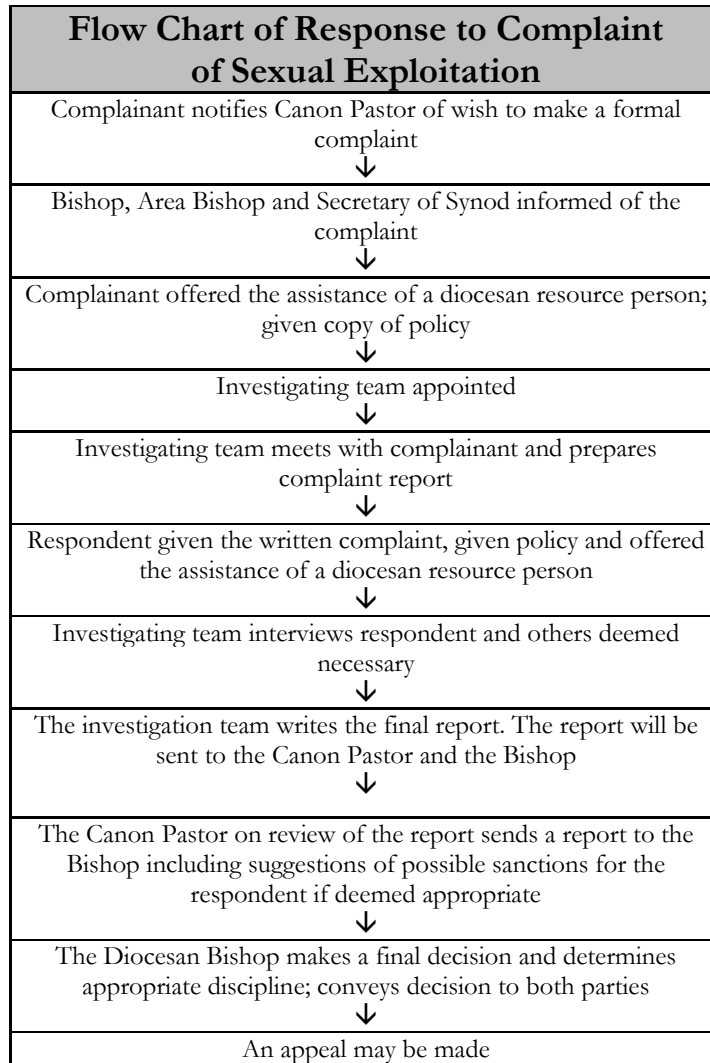 Flow Chart of Response to Complaint
of Sexual Exploitation
Complainant notifies Canon Pastor of wish to make a formal
complaint
↓
Bishop, Area Bishop and Secretary of Synod informed of the
complaint
↓
Complainant offered the assistance of a diocesan resource person;
given copy of policy
↓
Investigating team appointed
↓
Investigating team meets with complainant and prepares
complaint report
↓
Respondent given the written complaint, given policy and offered
the assistance of a diocesan resource person
↓
Investigating team interviews respondent and others deemed
necessary
↓
The investigation team writes the final report. The report will be
sent to the Canon Pastor and the Bishop
↓
The Canon Pastor on review of the report sends a report to the
Bishop including suggestions of possible sanctions for the
respondent if deemed appropriate
↓
The Diocesan Bishop makes a final decision and determines
appropriate discipline; conveys decision to both parties
↓
An appeal may be made